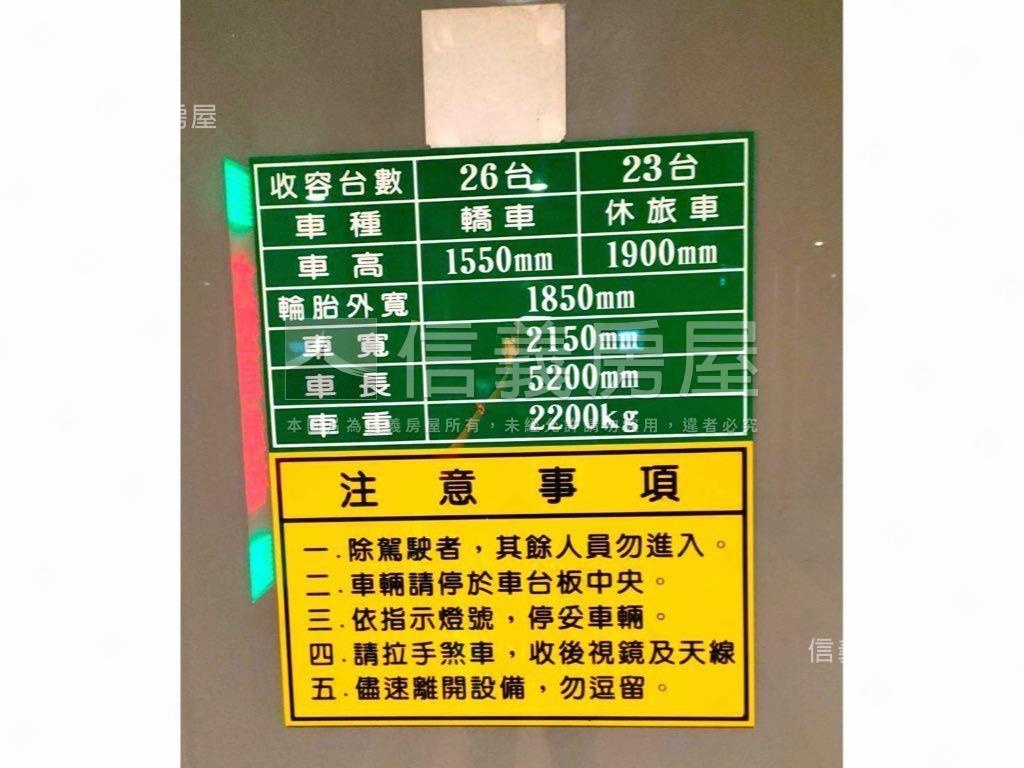 房屋
收容台數 26台 23台
車種 轎車 休旅車
車高 1550mm 1900mm
輪胎外寬 1850mm
車寬 2150mm
信義房屋
車長 5200mm
車重 2200kg
注意事項
一.除駕駛者，其餘人員勿進入。
二.車輛請停於車台板中央。
三.依指示燈號，停妥車輛。
四.請拉手煞車，收後視鏡及天線
信義
五.儘速離開設備，勿逗留。